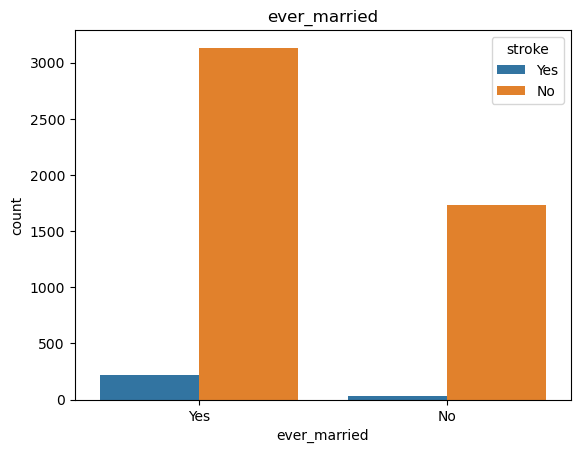 ever_married
stroke
Yes
No
3000
2500
2000
1500
1000
500
0
count
Yes
No
ever_married